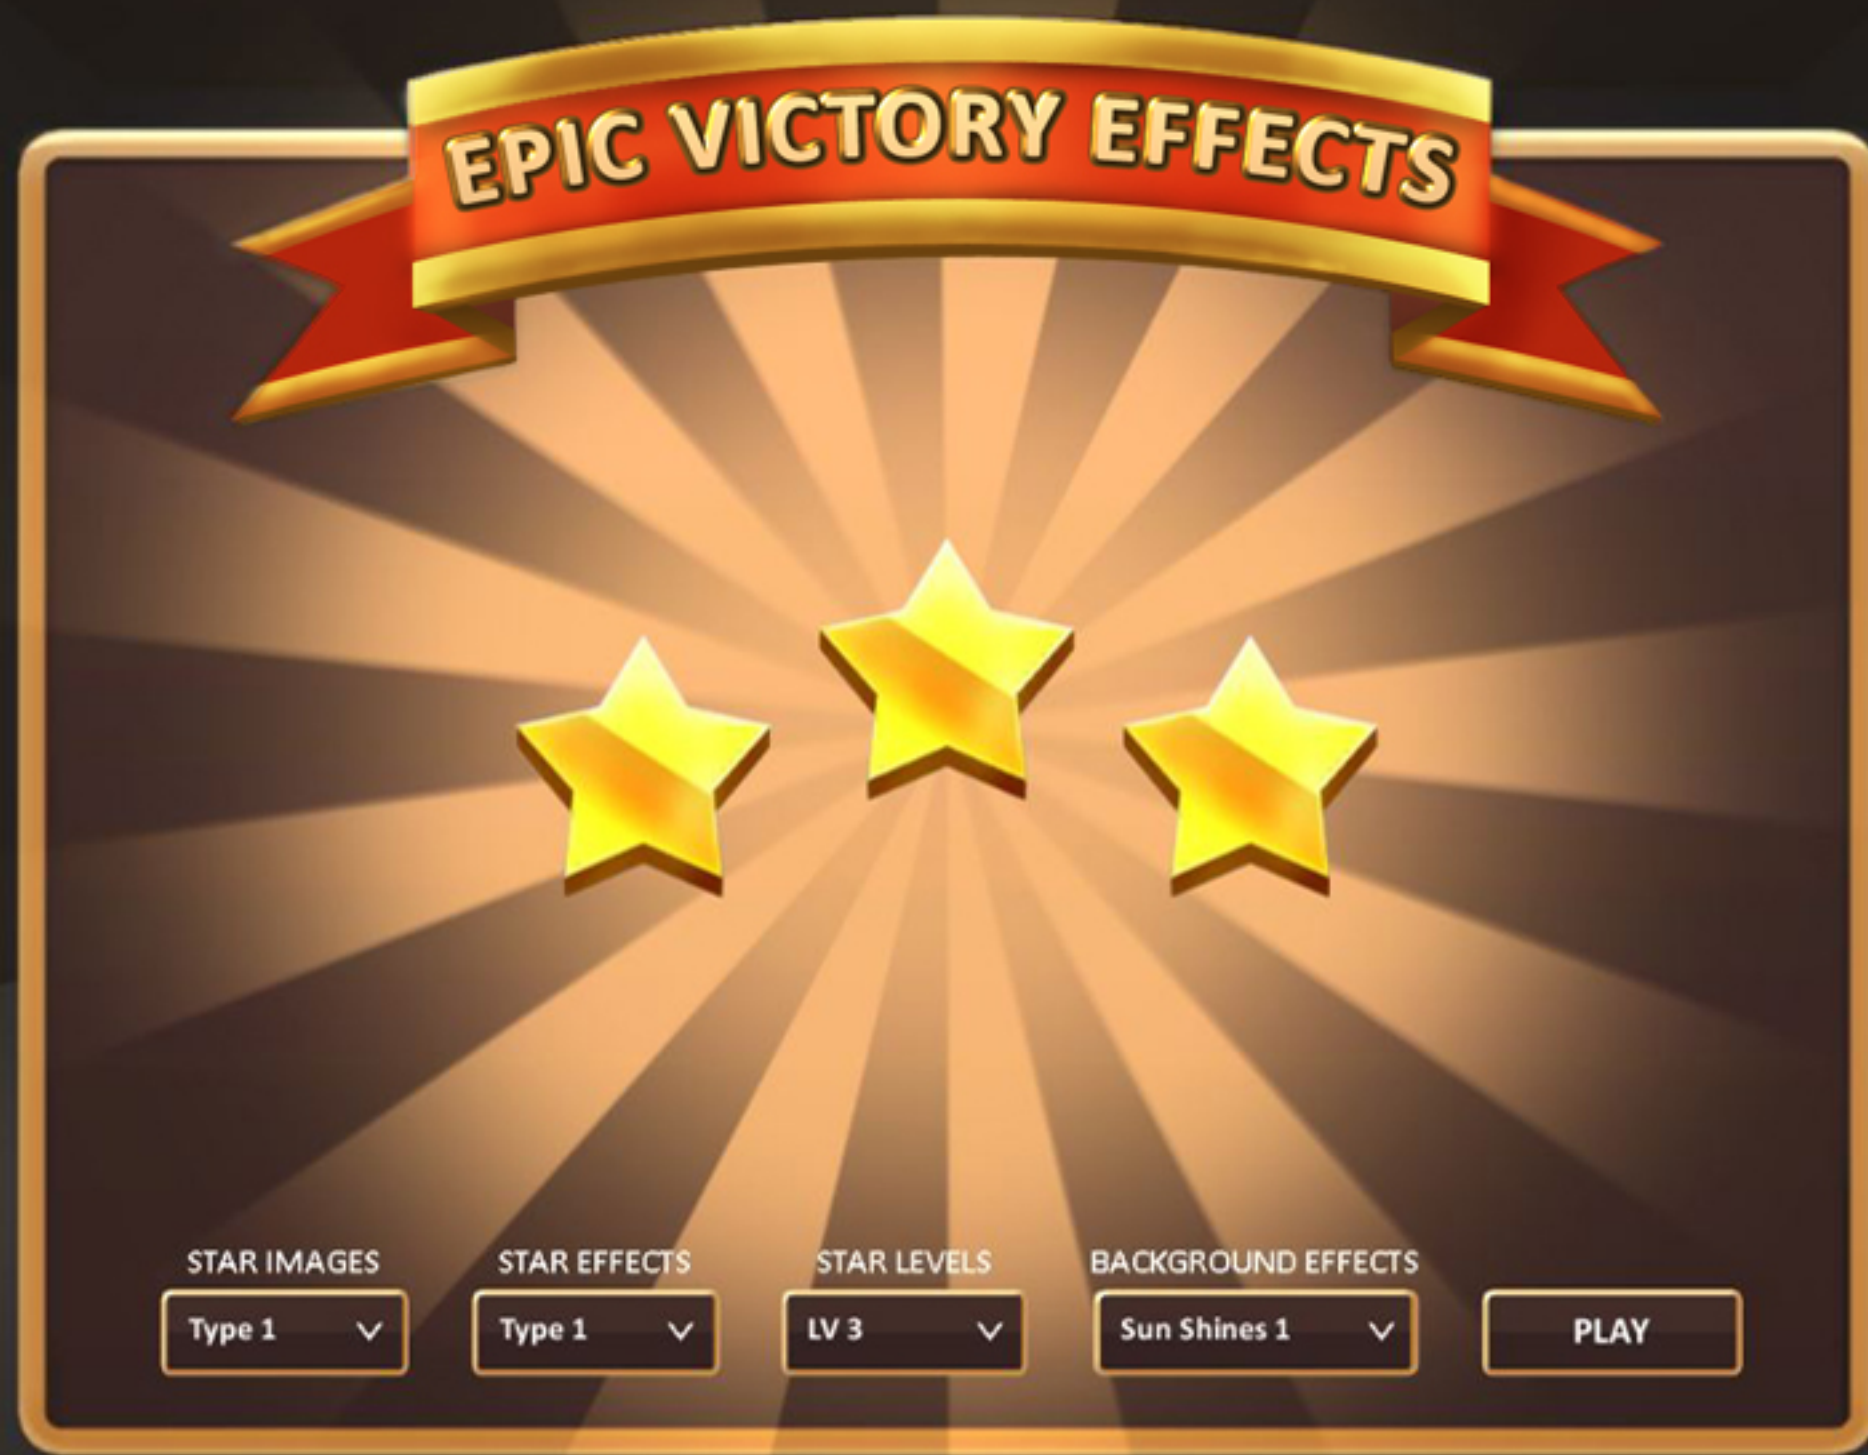 EPIC VICTORY EFFECTS
STAR IMAGES
Type 1
STAR EFFECTS
Type 1
STAR LEVELS
LV 3
BACKGROUND EFFECTS
Sun Shines 1
PLAY